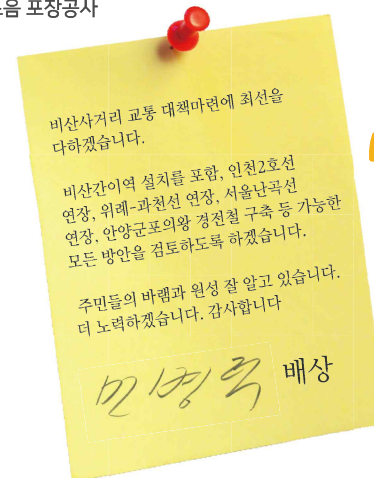 음 포장공사
비산사거리 교통 대책마련에 최선을
다하겠습니다.
비산간이역 설치를 포함, 인천2호선
연장, 위례-과천선 연장, 서울난곡선
연장, 안양군포의왕 경전철 구축 등 가능한
모든 방안을 검토하도록 하겠습니다.
주민들의 바램과 원성 잘 알고 있습니다.
더 노력하겠습니다. 감사합니다
민병덕 배상